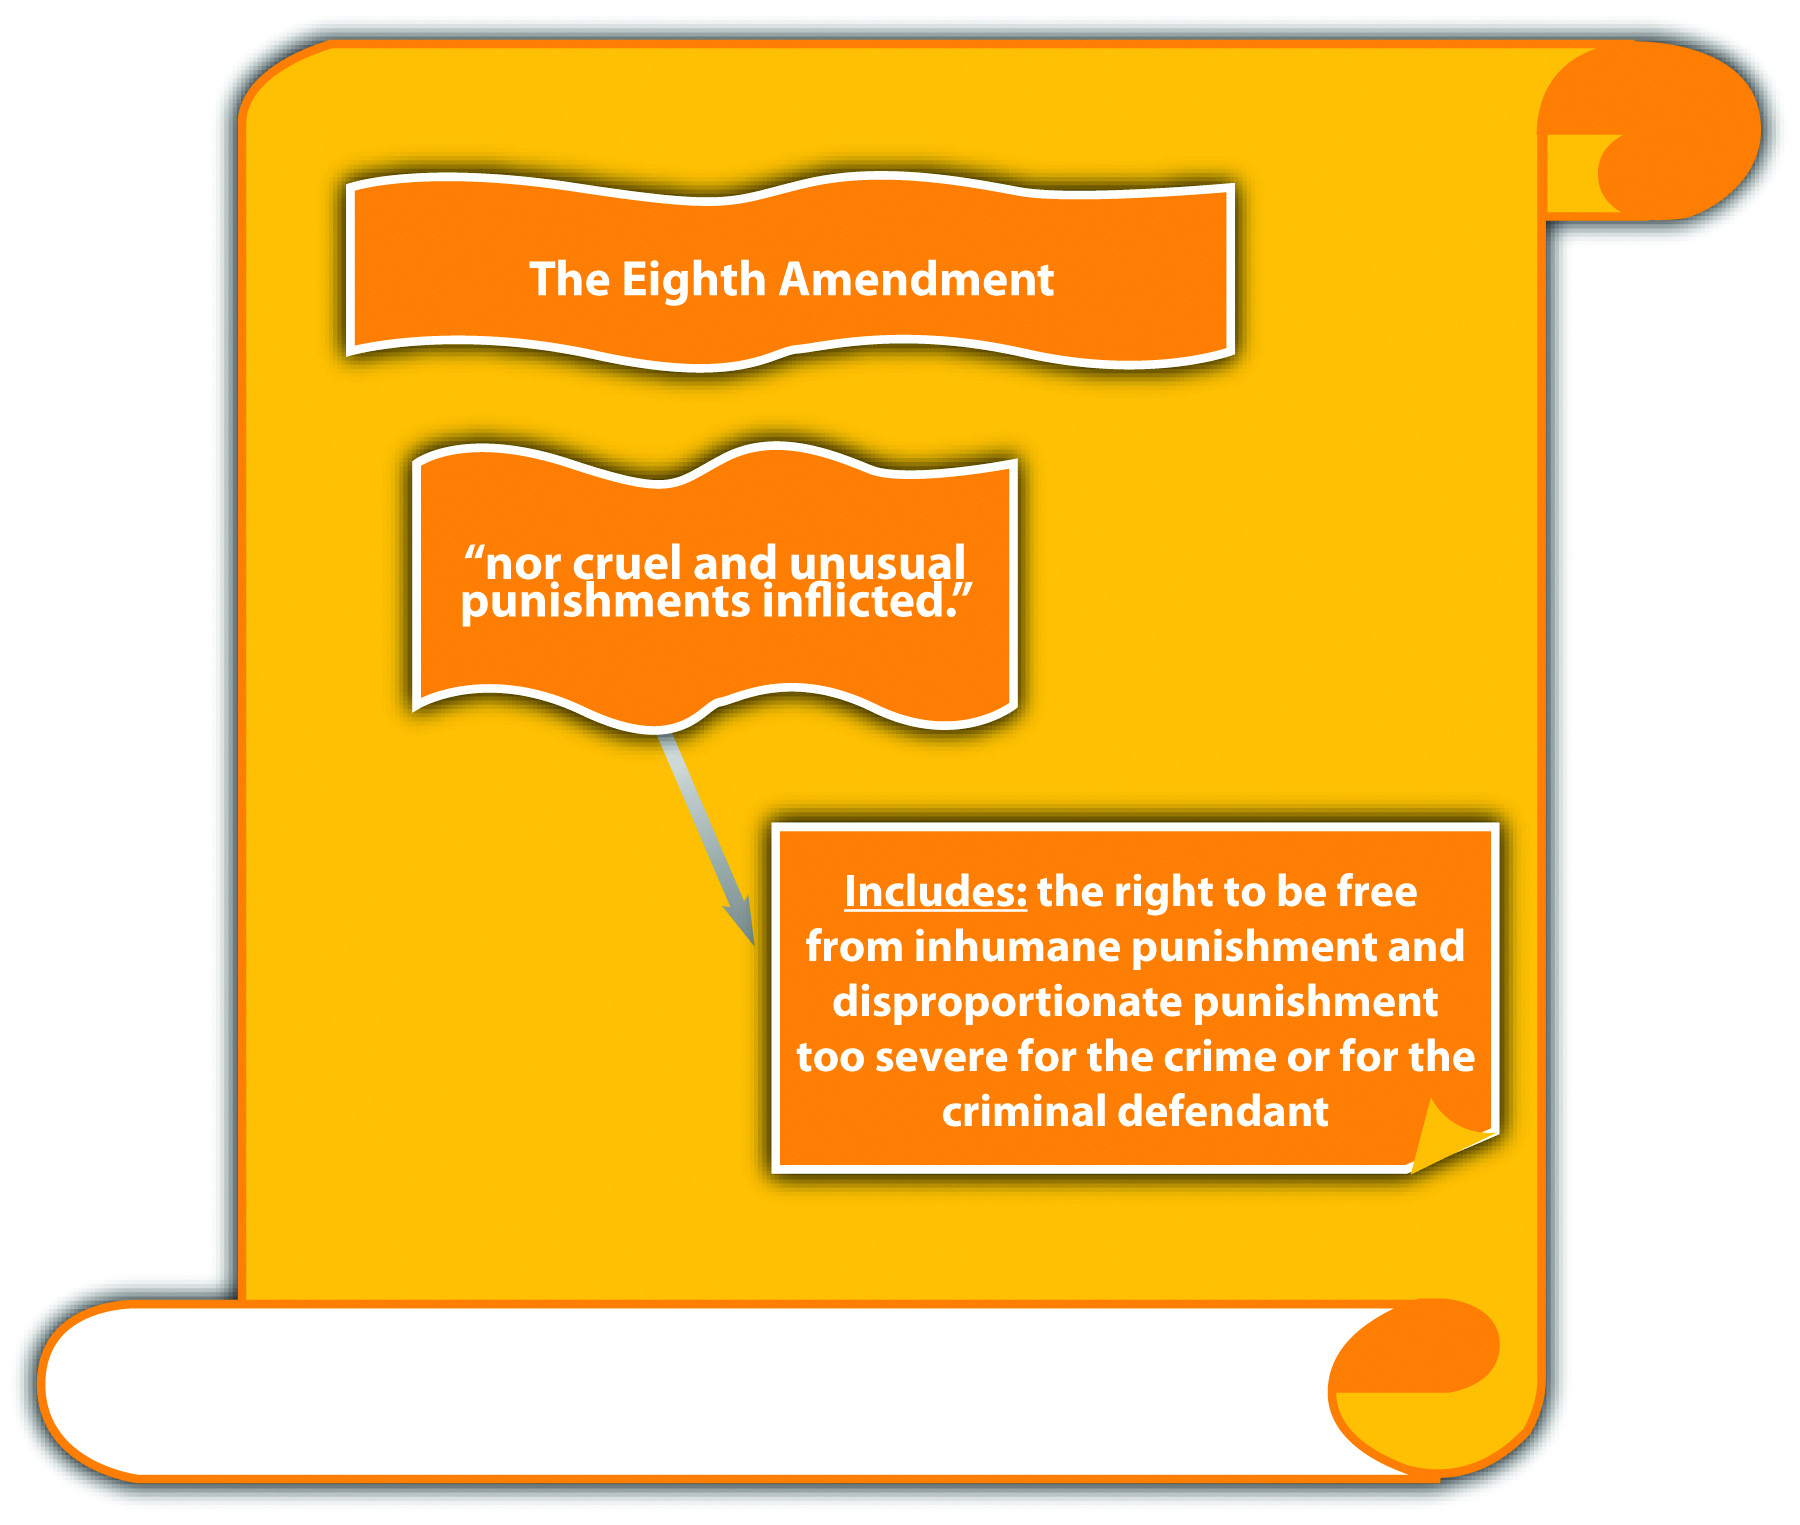 The Eighth Amendment
“nor cruel and unusual
punishments inflicted.”
Includes: the right to be free
from inhumane punishment and
disproportionate punishment
too severe for the crime or for the
criminal defendant